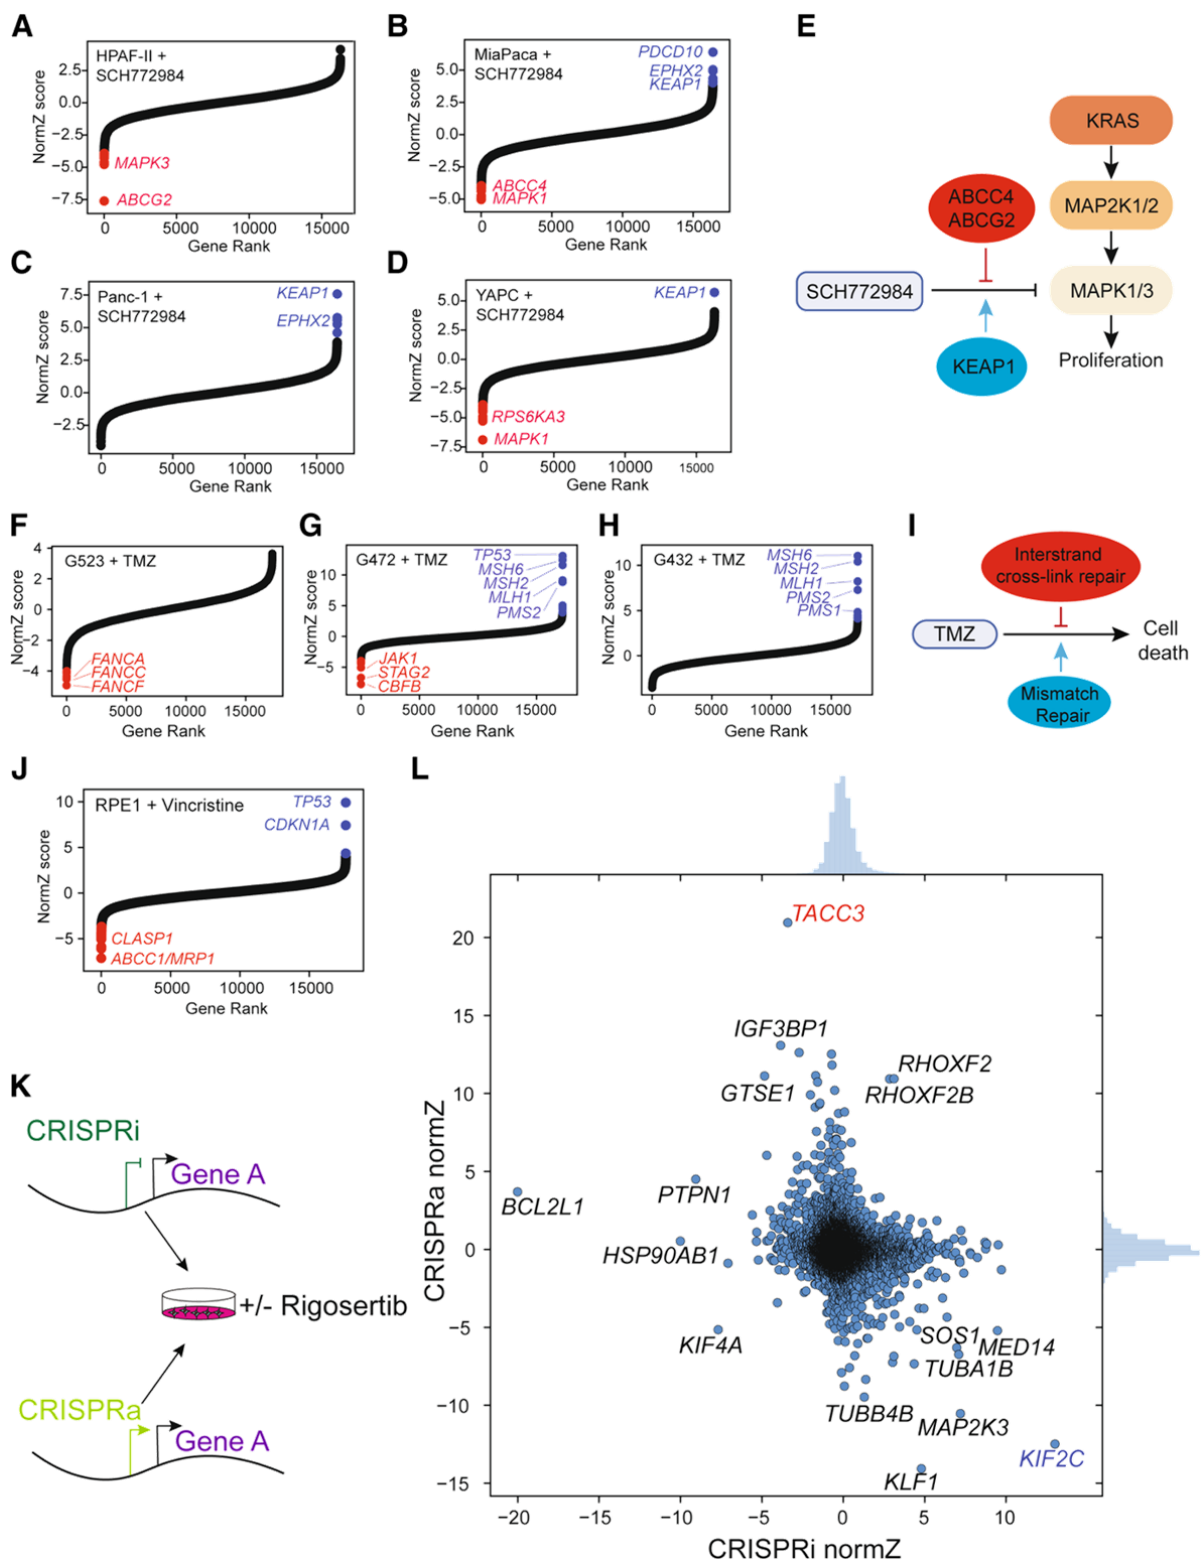 A
HPAF-II +
SCH772984
NormZ score
2.5
0.0
−2.5
−5.0
−7.5
MAPK3
ABCG2
0
5000
10000
15000
Gene Rank
B
MiaPaca +
SCH772984
NormZ score
5.0
2.5
0.0
−2.5
−5.0
PDCD10
EPHX2
KEAP1
ABCC4
MAPK1
0
5000
10000
15000
Gene Rank
C
Panc-1 +
SCH772984
NormZ score
7.5
5.0
2.5
0.0
−2.5
KEAP1
EPHX2
0
5000
10000
15000
Gene Rank
D
YAPC +
SCH772984
NormZ score
5.0
2.5
0.0
−2.5
−5.0
−7.5
KEAP1
RPS6KA3
MAPK1
0
5000
10000
15000
Gene Rank
E
KRAS
MAP2K1/2
ABCC4
ABCG2
SCH772984
MAPK1/3
KEAP1
Proliferation
F
G523 + TMZ
NormZ score
4
2
0
−2
−4
FANCA
FANCC
FANCF
0
5000
10000
15000
Gene Rank
G
G472 + TMZ
NormZ score
10
5
0
−5
TP53
MSH6
MSH2
MLH1
PMS2
JAK1
STAG2
CBFB
0
5000
10000
15000
Gene Rank
H
G432 + TMZ
NormZ score
10
5
0
MSH6
MSH2
MLH1
PMS2
PMS1
0
5000
10000
15000
Gene Rank
I
Interstrand
cross-link repair
TMZ
Cell
death
Mismatch
Repair
J
RPE1 + Vincristine
NormZ score
10
5
0
−5
TP53
CDKN1A
CLASP1
ABCC1/MRP1
0
5000
10000
15000
Gene Rank
K
CRISPRi
Gene A
+/- Rigosertib
CRISPRa
Gene A
L
CRISPRa normZ
20
15
10
5
0
−5
−10
−15
TACC3
IGF3BP1
RHOXF2
GTSE1
RHOXF2B
PTPN1
BCL2L1
HSP90AB1
SOS1
KIF4A
MED14
TUBA1B
TUBB4B
MAP2K3
KIF2C
KLF1
−20
−15
−10
−5
0
5
10
CRISPRi normZ